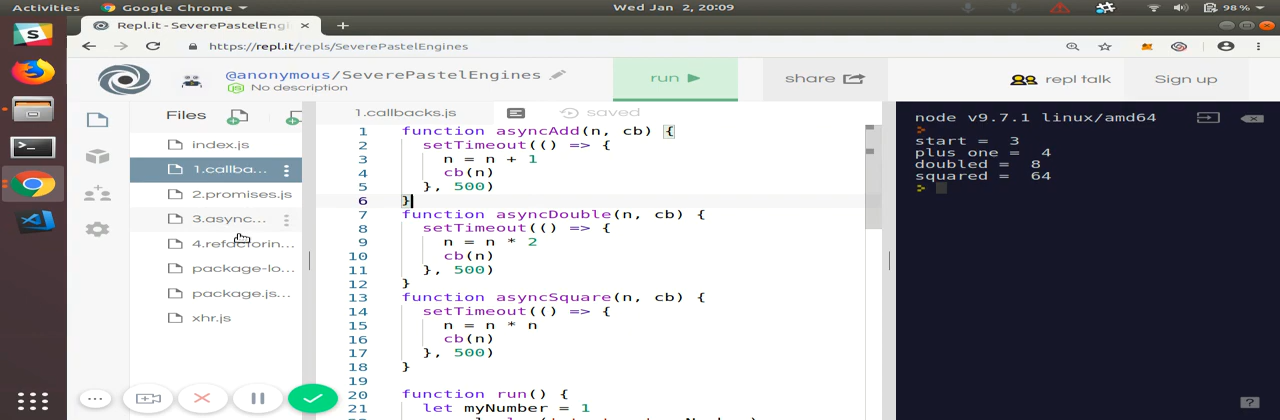 Activities Google Chrome Wed Jan 2, 20:09 98 %
Repl.it - SeverePastelEngi
https://repl.it/repls/SeverePastelEngines
@anonymous/SeverePastelEngines
No description
run
share
repl talk
Sign up
Files
index.js
1.callba...
2.promises.js
3.async...
4.refactorin...
package-lo...
package.js...
xhr.js
1.callbacks.js
saved
1 function asyncAdd(n, cb) {
2 setTimeout(() => {
3 n = n + 1
4 cb(n)
5 }, 500)
6 }
7 function asyncDouble(n, cb) {
8 setTimeout(() => {
9 n = n * 2
10 cb(n)
11 }, 500)
12 }
13 function asyncSquare(n, cb) {
14 setTimeout(() => {
15 n = n * n
16 cb(n)
17 }, 500)
18 }
19
20 function run() {
21 let myNumber = 1
node v9.7.1 linux/amd64
>
start = 3
plus one = 4
doubled = 8
squared = 64
>